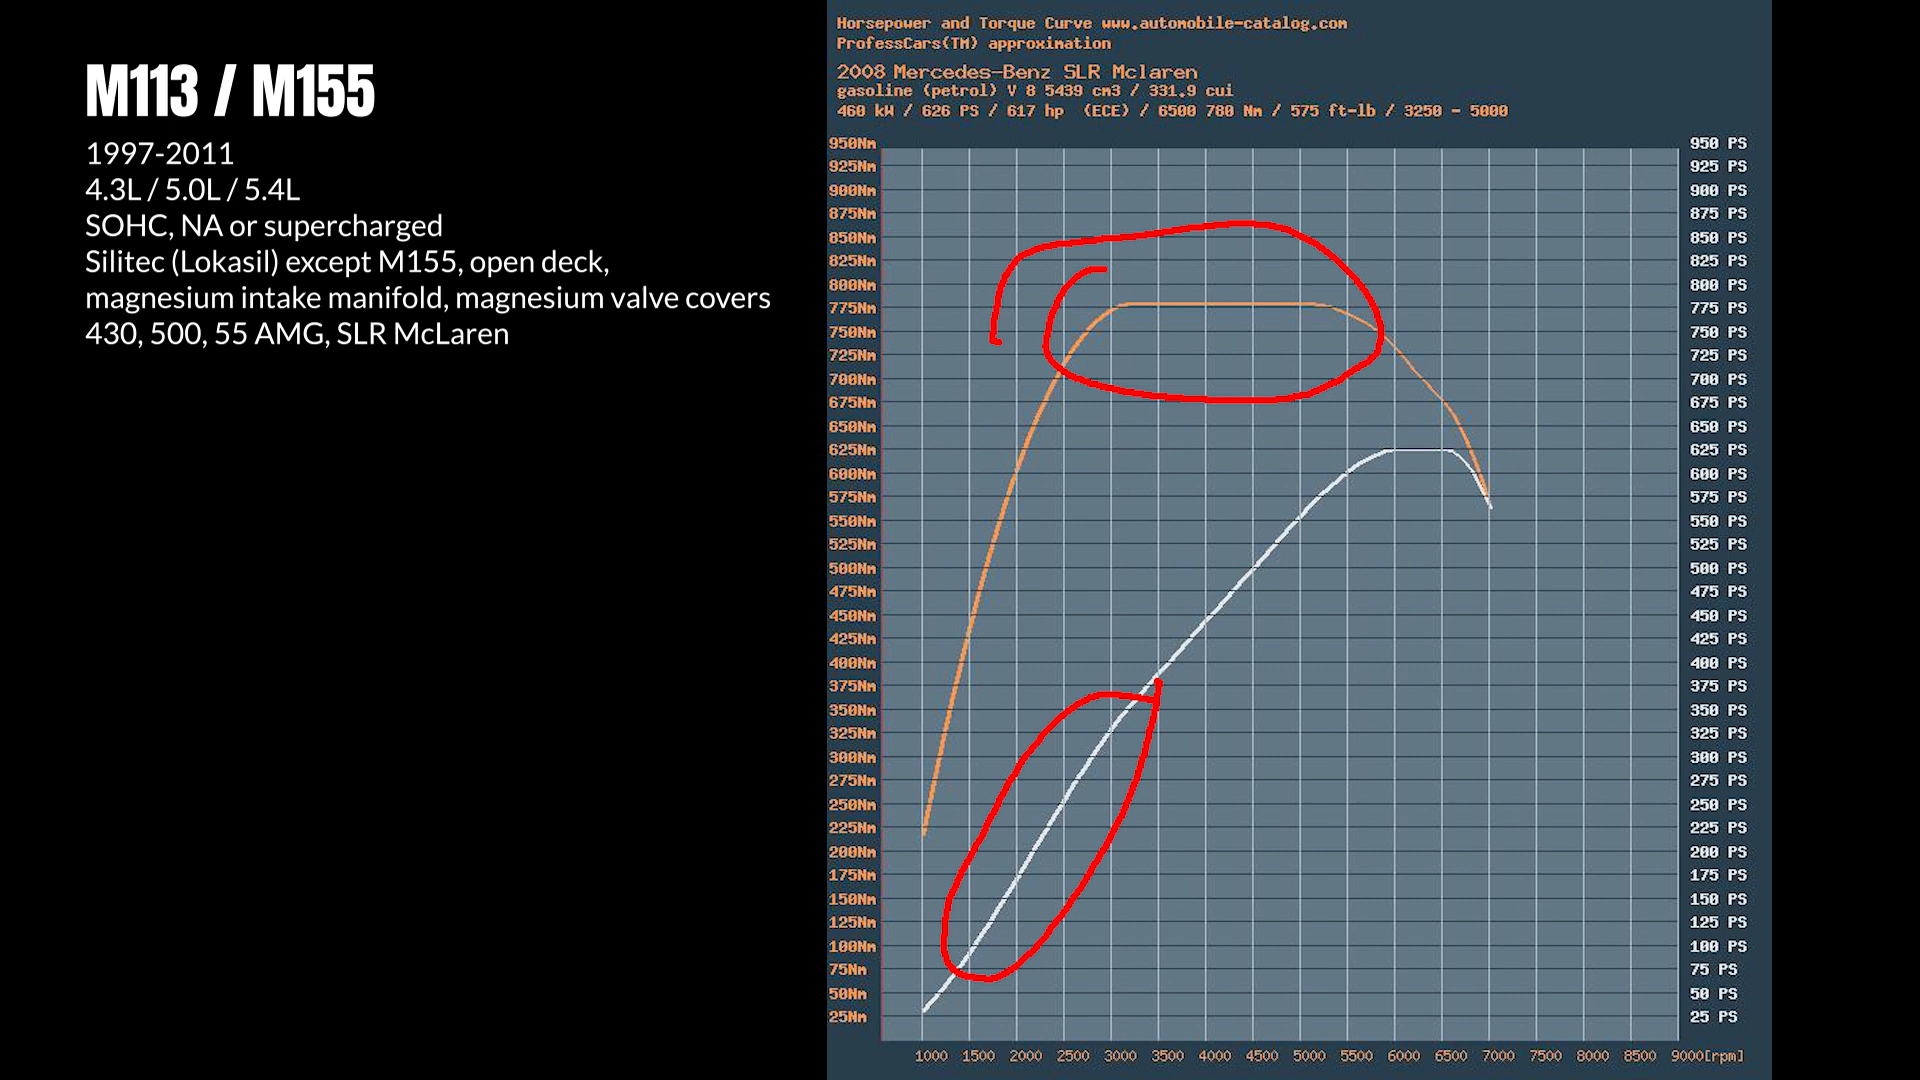 M113 / M155
1997-2011
4.3L / 5.0L / 5.4L
SOHC, NA or supercharged
Silitec (Lokasil) except M155, open deck,
magnesium intake manifold, magnesium valve covers
430, 500, 55 AMG, SLR McLaren
Horsepower and Torque Curve www.automobile-catalog.com
ProfessCars(TM) approximation
2008 Mercedes-Benz SLR Mclaren
gasoline (petrol) V 8 5439 cm3 / 331.9 cui
460 kW / 626 PS / 617 hp (ECE) / 6500 780 Nm / 575 ft-lb / 3250 - 5000
950Nm 950 PS
925Nm 925 PS
900Nm 900 PS
875Nm 875 PS
850Nm 850 PS
825Nm 825 PS
800Nm 800 PS
775Nm 775 PS
750Nm 750 PS
725Nm 725 PS
700Nm 700 PS
675Nm 675 PS
650Nm 650 PS
625Nm 625 PS
600Nm 600 PS
575Nm 575 PS
550Nm 550 PS
525Nm 525 PS
500Nm 500 PS
475Nm 475 PS
450Nm 450 PS
425Nm 425 PS
400Nm 400 PS
375Nm 375 PS
350Nm 350 PS
325Nm 325 PS
300Nm 300 PS
275Nm 275 PS
250Nm 250 PS
225Nm 225 PS
200Nm 200 PS
175Nm 175 PS
150Nm 150 PS
125Nm 125 PS
100Nm 100 PS
75Nm 75 PS
50Nm 50 PS
25Nm 25 PS
1000 1500 2000 2500 3000 3500 4000 4500 5000 5500 6000 6500 7000 7500 8000 8500 9000[rpm]